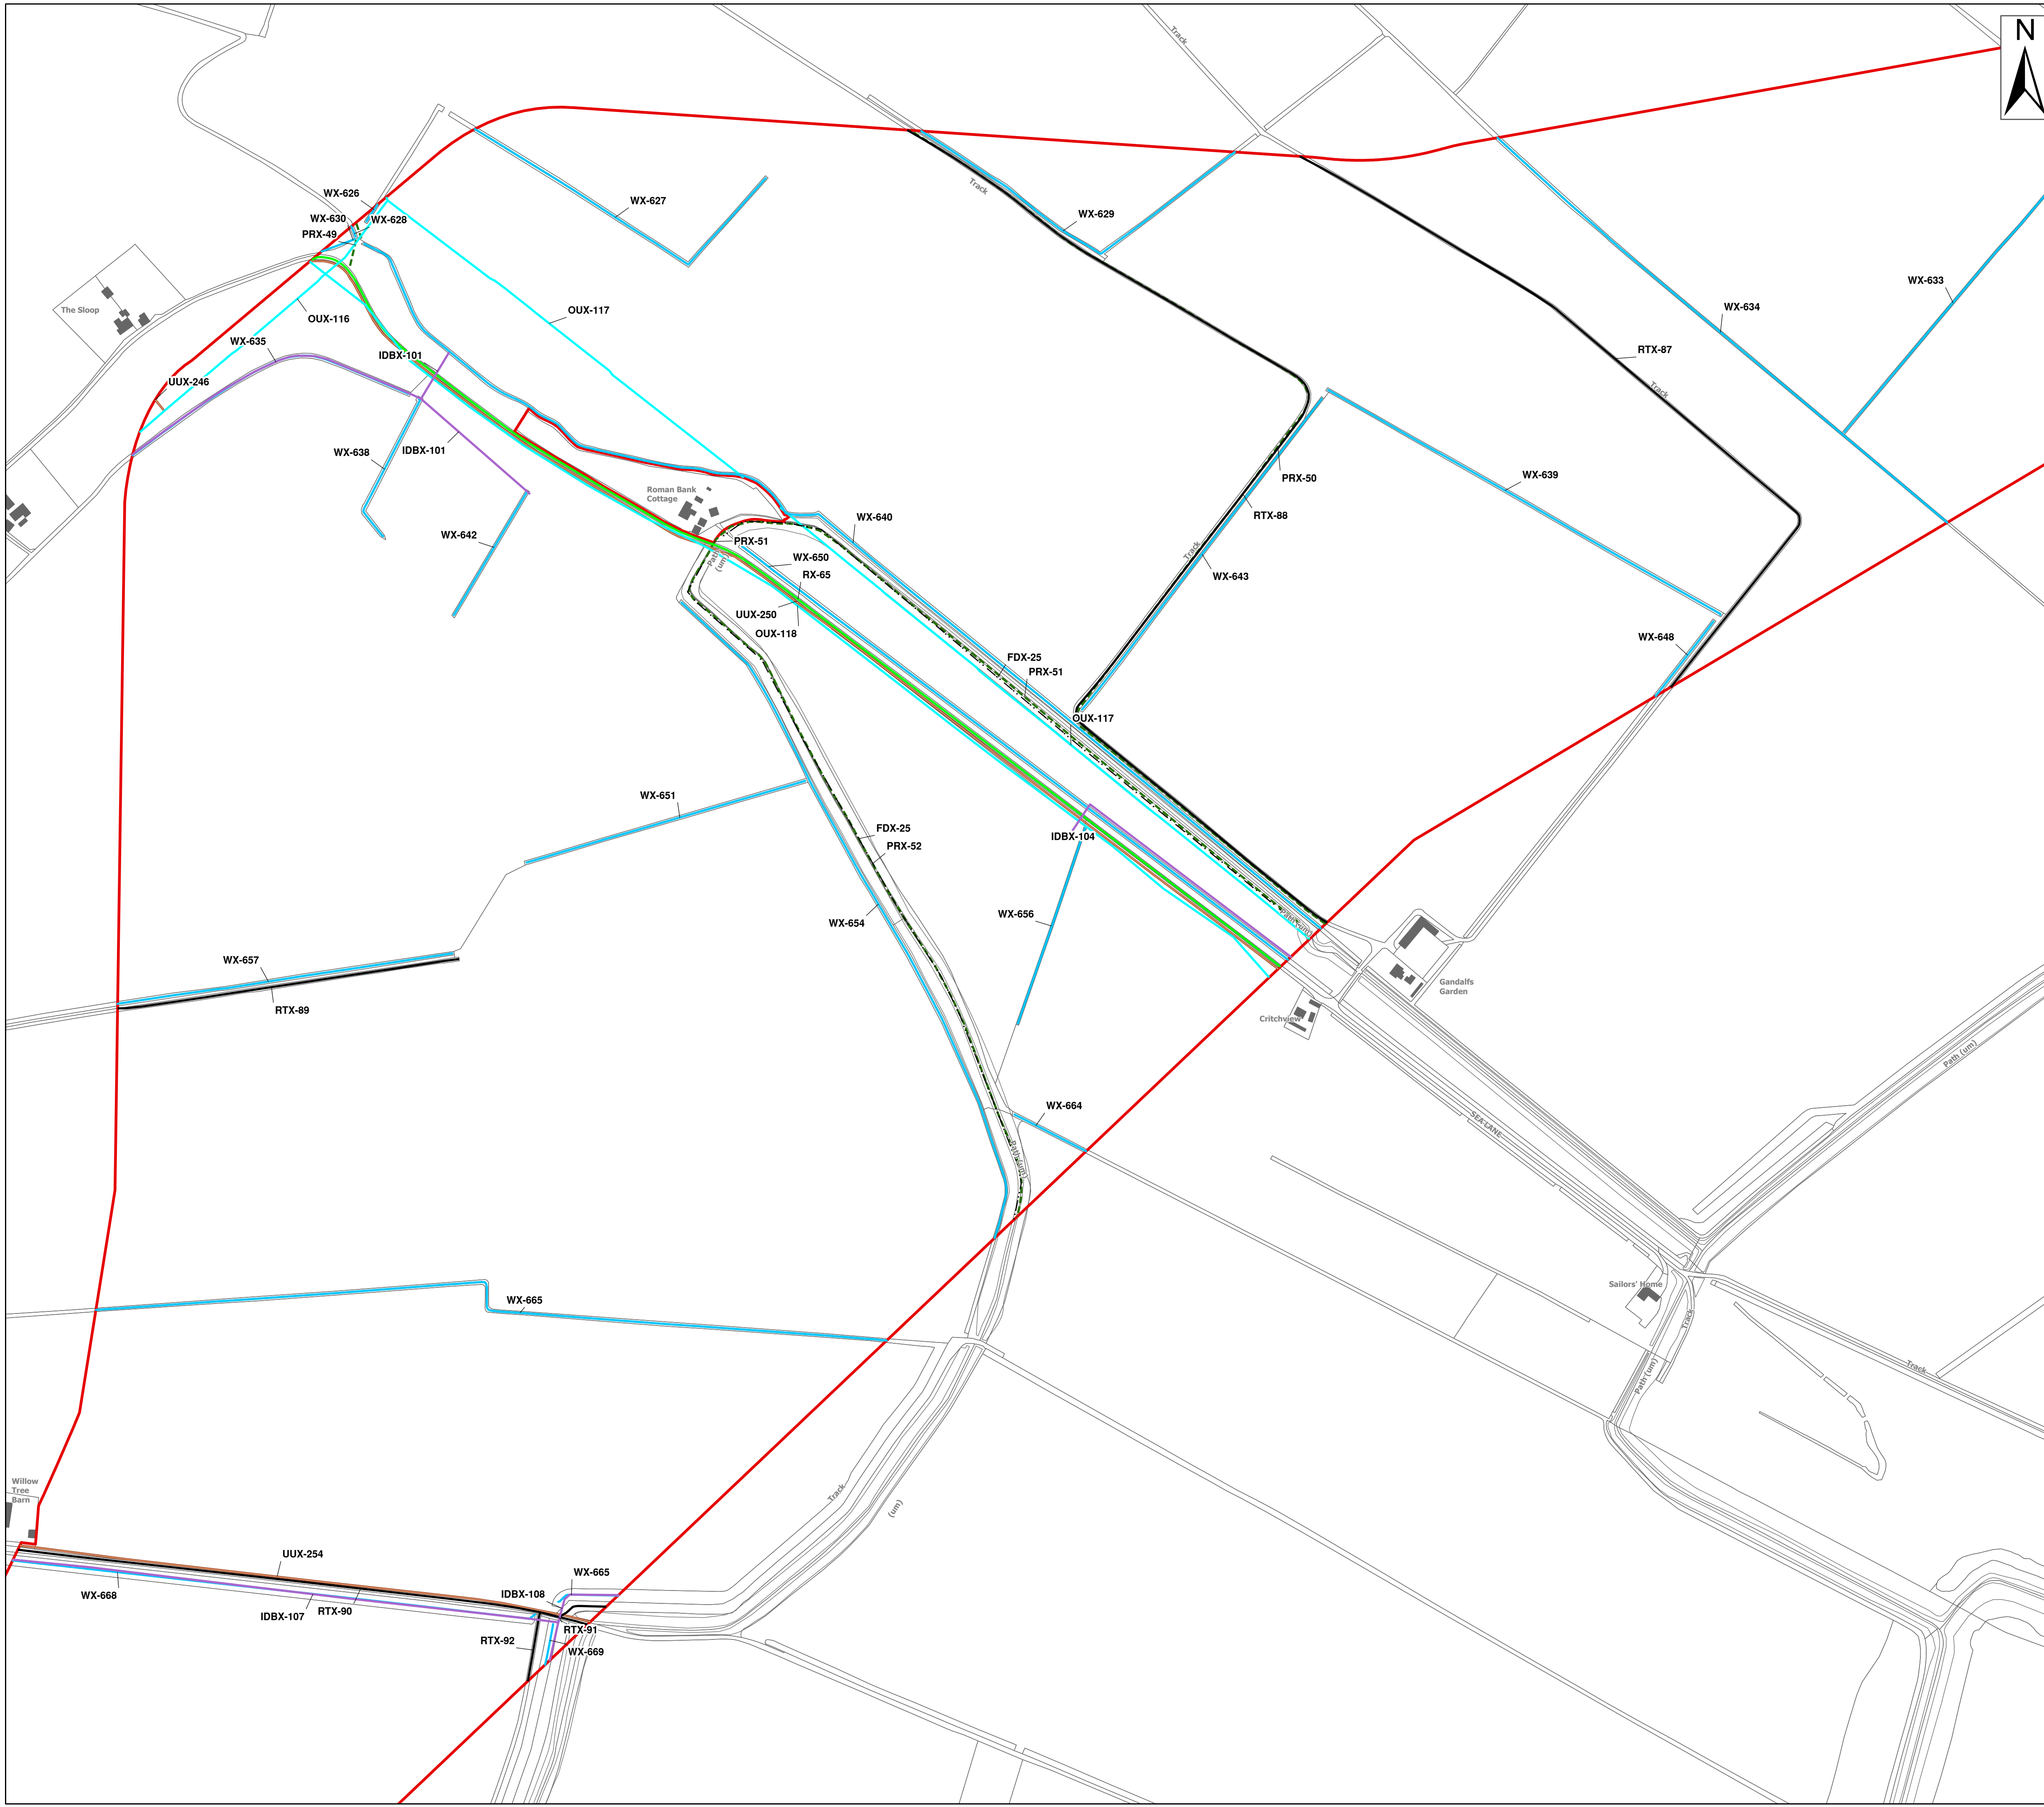 N
Track
Track
WX-626
WX-627
WX-630
WX-628
PRX-49
WX-629
WX-633
The Sloop
OUX-116
OUX-117
WX-634
WX-635
IDBX-101
RTX-87
UUX-246
Track
WX-638
IDBX-101
WX-639
PRX-50
Roman Bank
Cottage
RTX-88
WX-640
WX-642
PRX-51
Path
(um)
WX-650
Track
RX-65
WX-643
UUX-250
OUX-118
WX-648
FDX-25
PRX-51
OUX-117
WX-651
FDX-25
IDBX-104
PRX-52
WX-654
WX-656
Path (um)
WX-657
Gandalfs
Garden
RTX-89
Critchview
Path (um)
WX-664
SEA LANE
Path (um)
Sailors' Home
WX-665
Track
Track
Path (um)
Willow
Tree
Barn
Track
(um)
UUX-254
WX-665
WX-668
IDBX-108
IDBX-107
RTX-90
RTX-91
RTX-92
WX-669